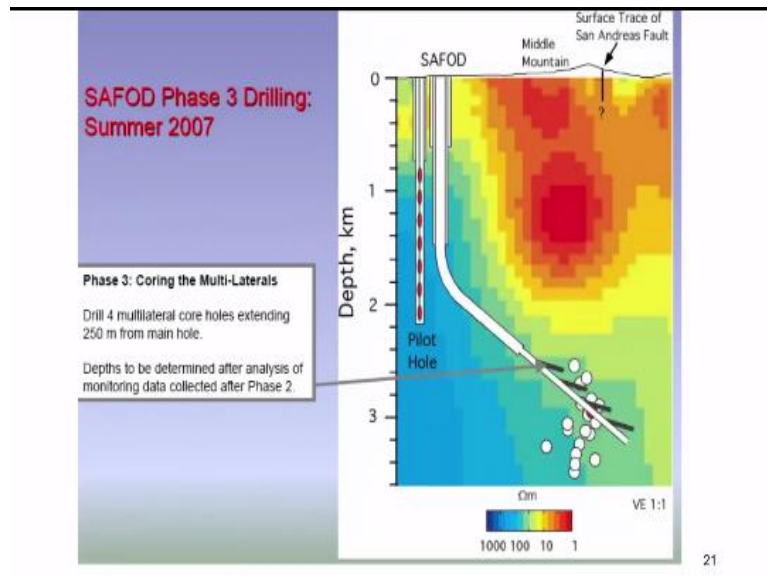 SAFOD Phase 3 Drilling:
Summer 2007
Phase 3: Coring the Multi-Laterals
Drill 4 multilateral core holes extending
250 m from main hole.
Depths to be determined after analysis of
monitoring data collected after Phase 2.
Surface Trace of
San Andreas Fault
Middle
Mountain
SAFOD
0
?
1
Depth, km
2
Pilot
Hole
3
Ωm
VE 1:1
1000 100 10 1
21